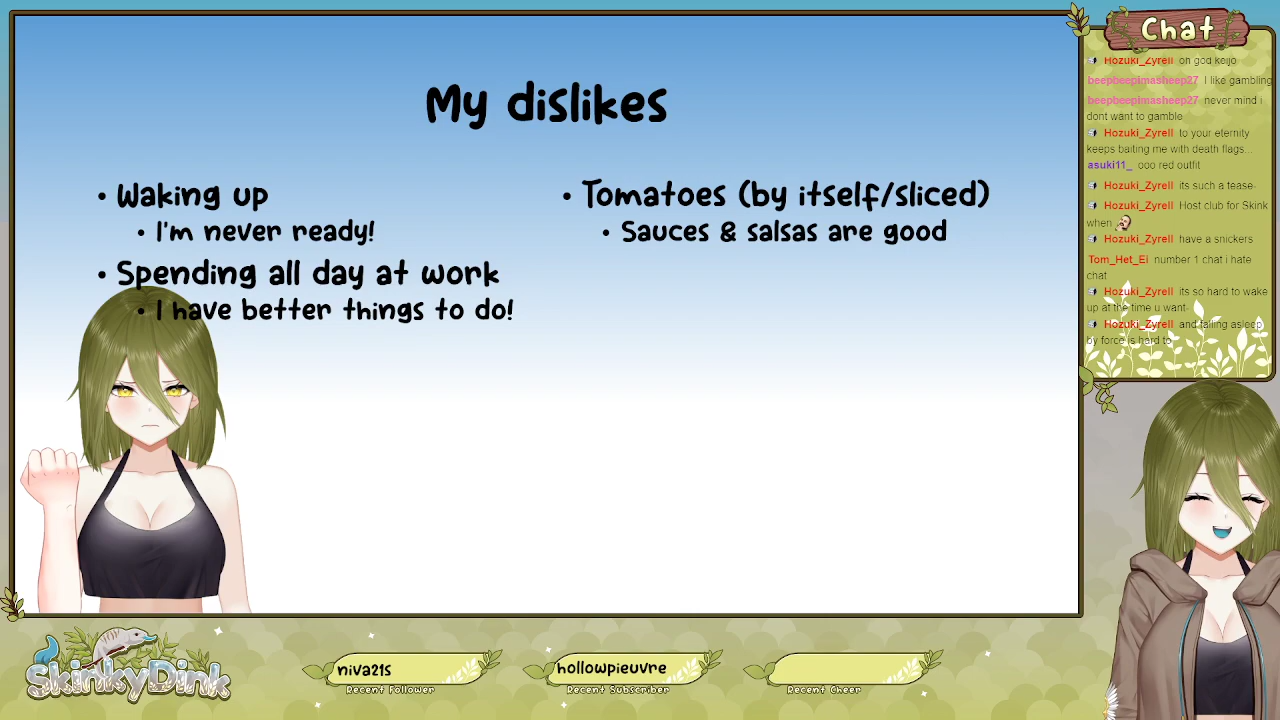 My dislikes
• Waking up
• I'm never ready!
• Spending all day at work
• I have better things to do!
• Tomatoes (by itself/sliced)
• Sauces & salsas are good
Chat
Hozuki_Zyrell oh god keijo
beepbeepimasheep27 I like gambling
beepbeepimasheep27 never mind i
dont want to gamble
Hozuki_Zyrell to your eternity
keeps baiting me with death flags...
asuki11_ ooo red outfit
Hozuki_Zyrell its such a tease
Hozuki_Zyrell Host club for Skink
when
Hozuki_Zyrell have a snickers
Tom_Het_Ei number 1 chat i hate
chat
Hozuki_Zyrell its so hard to wake
up at the time u want
Hozuki_Zyrell and falling asleep
by force is hard to
SkinkyDink
niva21s
Recent Follower
hollowpieuvre
Recent Subscriber
Recent Cheer